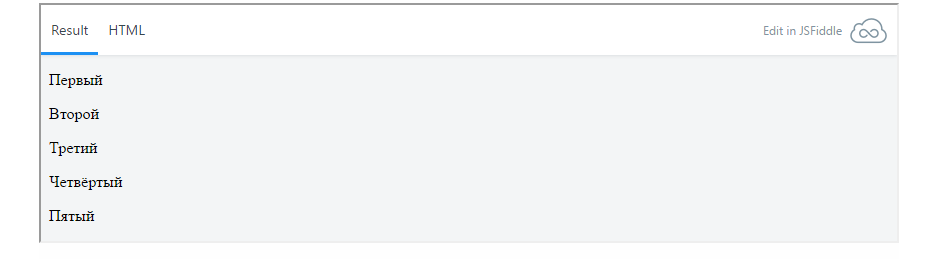 Result HTML Edit in JSFiddle
Первый
Второй
Третий
Четвёртый
Пятый